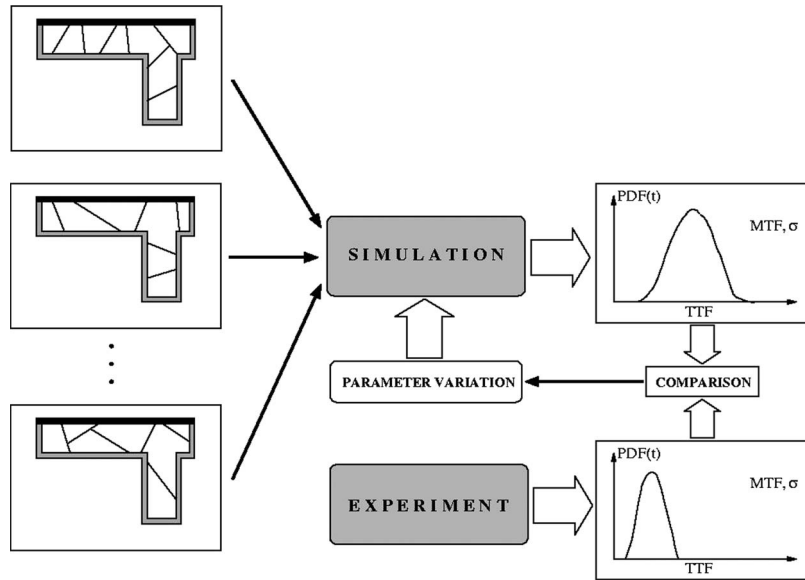 PDF(t)
MTF, σ
SIMULATION
TTF
PARAMETER VARIATION
COMPARISON
PDF(t)
MTF, σ
EXPERIMENT
TTF